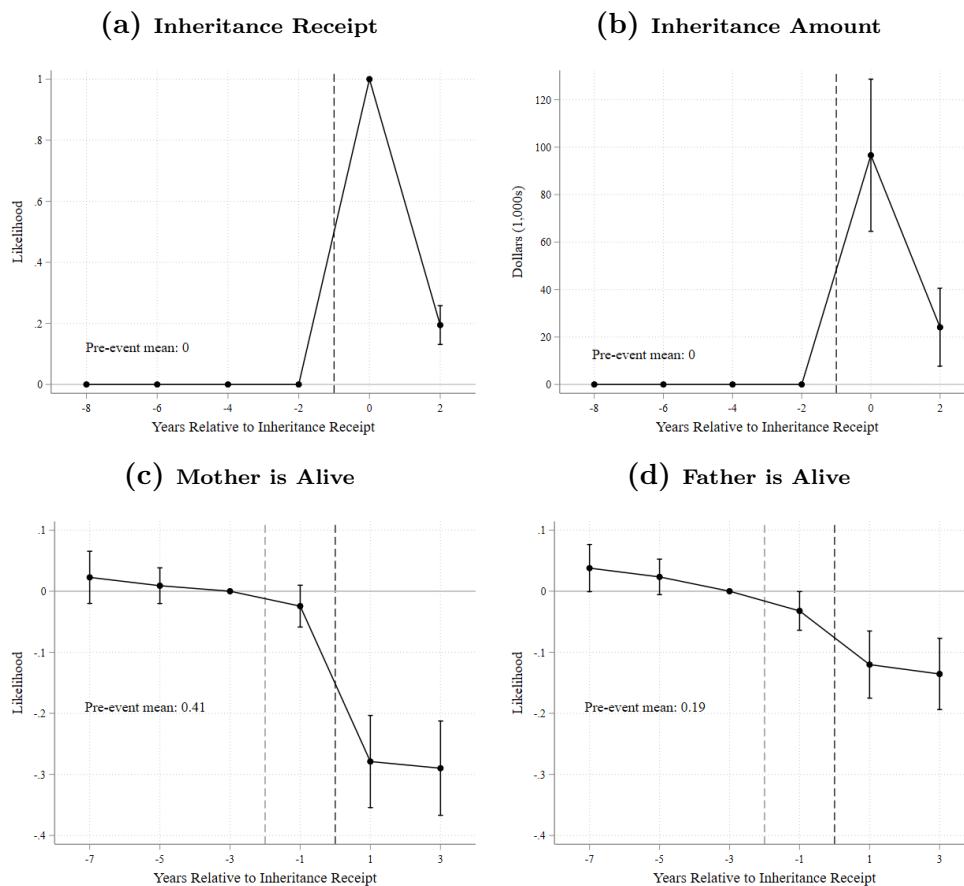 (a) Inheritance Receipt
Likelihood
1
.8
.6
.4
.2
0
Pre-event mean: 0
-8 -6 -4 -2 0 2
Years Relative to Inheritance Receipt
(b) Inheritance Amount
Dollars (1,000s)
120
100
80
60
40
20
0
Pre-event mean: 0
-8 -6 -4 -2 0 2
Years Relative to Inheritance Receipt
(c) Mother is Alive
Likelihood
.1
0
-.1
-.2
-.3
-.4
Pre-event mean: 0.41
-7 -5 -3 -1 1 3
Years Relative to Inheritance Receipt
(d) Father is Alive
Likelihood
.1
0
-.1
-.2
-.3
-.4
Pre-event mean: 0.19
-7 -5 -3 -1 1 3
Years Relative to Inheritance Receipt